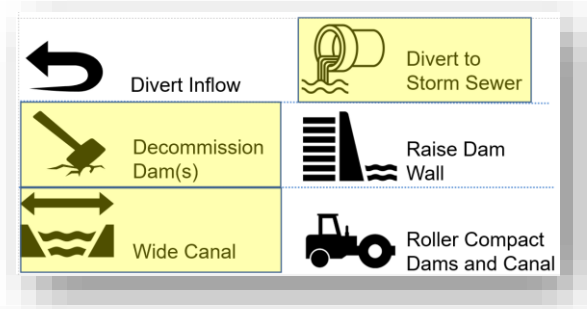 Divert Inflow
Divert to
Storm Sewer
Decommission
Dam(s)
Raise Dam
Wall
Wide Canal
Roller Compact
Dams and Canal